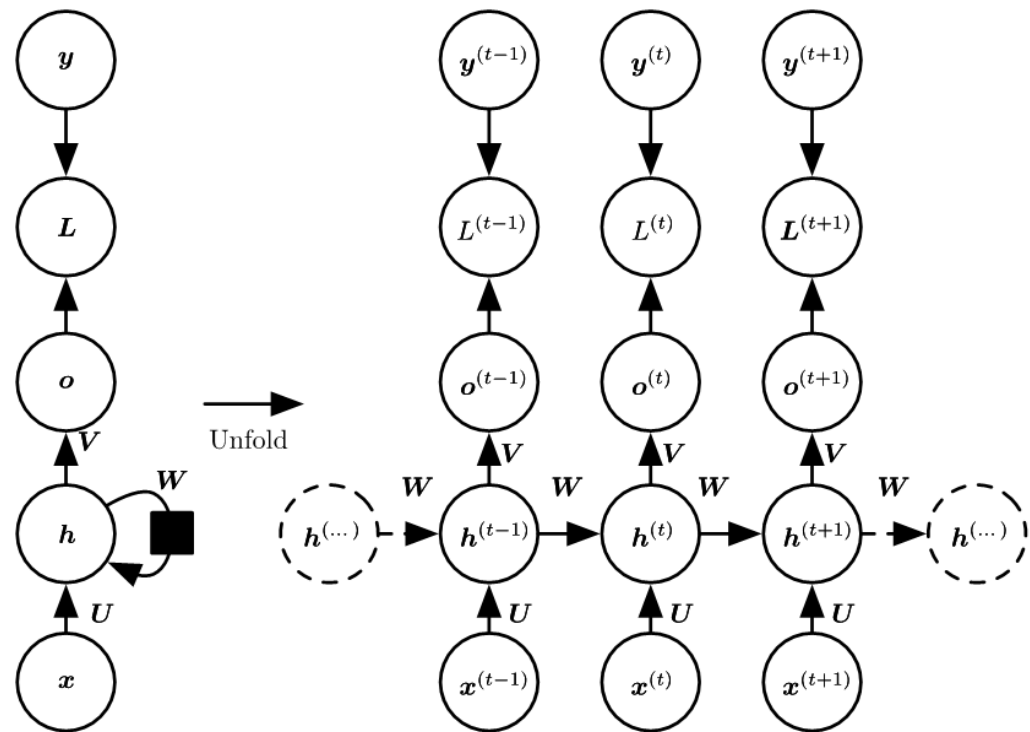 y y^(t−1) y^(t) y^(t+1)
L L^(t−1) L^(t) L^(t+1)
o o^(t−1) o^(t) o^(t+1)
Unfold
V V V V
W W W W W
h h^(...) h^(t−1) h^(t) h^(t+1) h^(...)
U U U U
x x^(t−1) x^(t) x^(t+1)